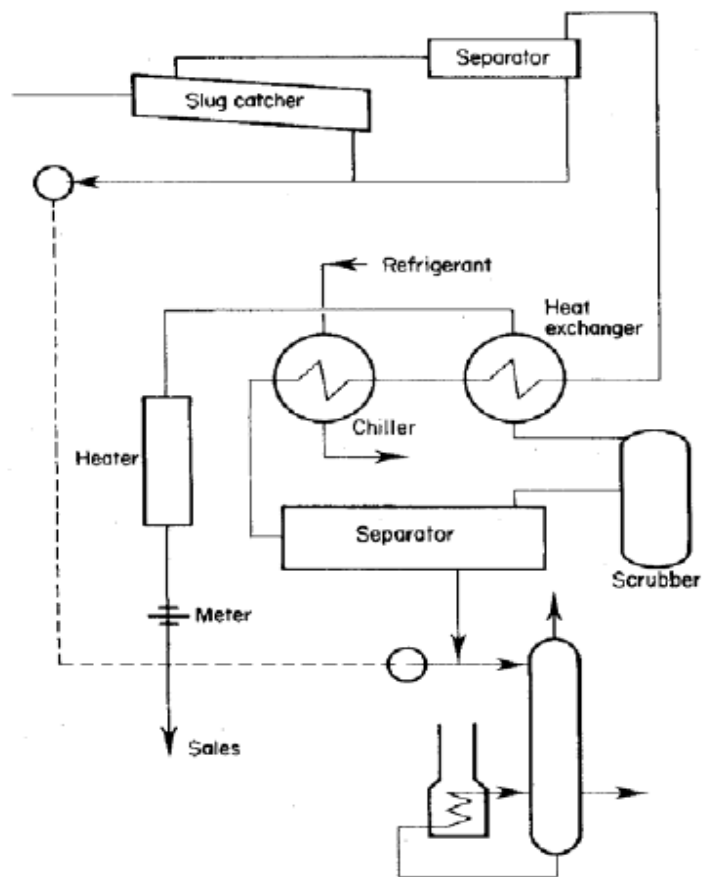 Separator
Slug catcher
Refrigerant
Heat
exchanger
Chiller
Heater
Separator
Scrubber
Meter
Sales